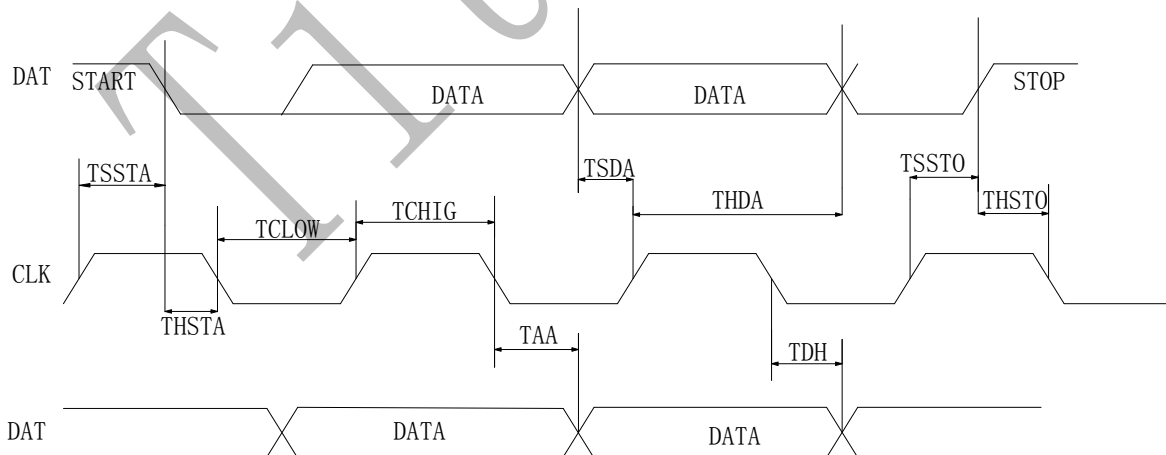 DAT START DATA DATA STOP
TSSTA TSDA TSSTO
TCLOW TCHIG THDA THSTO
CLK
THSTA TAA TDH
DAT DATA DATA